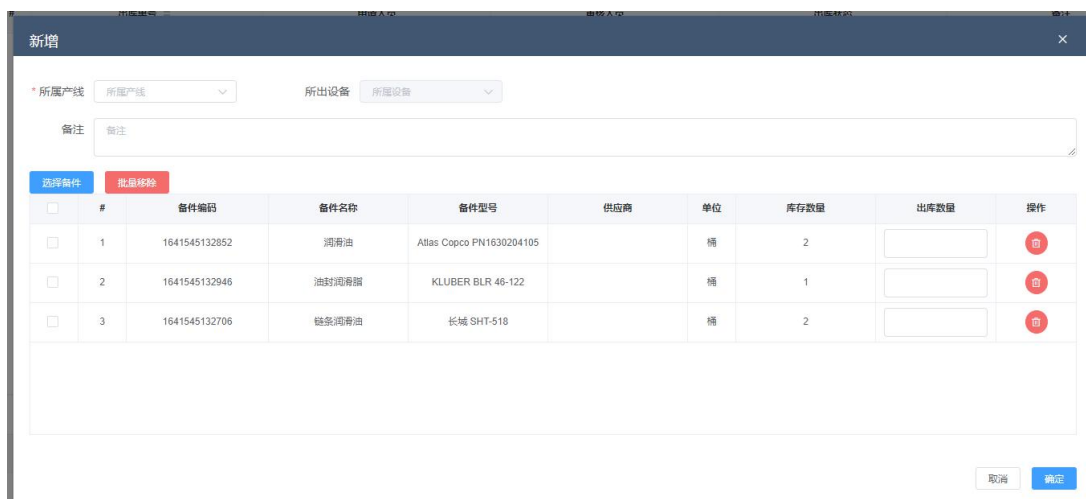 新增
* 所属产线 所属产线 所出设备 所属设备
备注 备注
选择备件 批量移除
# 备件编码 备件名称 备件型号 供应商 单位 库存数量 出库数量 操作
1 1641545132852 润滑油 Atlas Copco PN1630204105 桶 2
2 1641545132946 油封润滑脂 KLUBER BLR 46-122 桶 1
3 1641545132706 链条润滑油 长城 SHT-518 桶 2
取消 确定